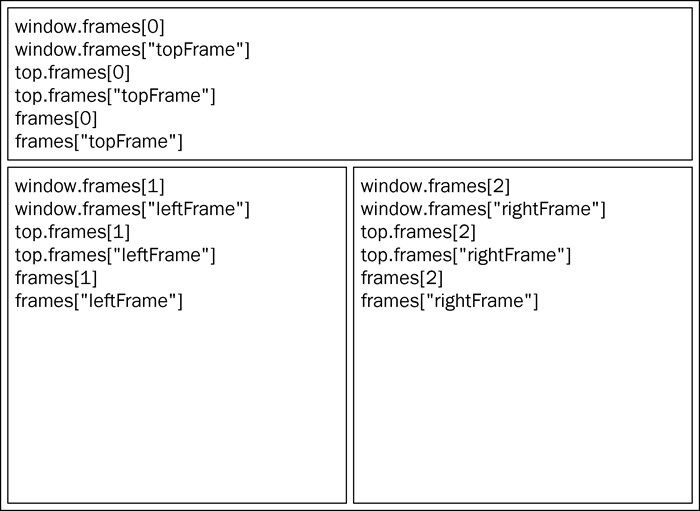 window.frames[0]
window.frames["topFrame"]
top.frames[0]
top.frames["topFrame"]
frames[0]
frames["topFrame"]
window.frames[1]
window.frames["leftFrame"]
top.frames[1]
top.frames["leftFrame"]
frames[1]
frames["leftFrame"]
window.frames[2]
window.frames["rightFrame"]
top.frames[2]
top.frames["rightFrame"]
frames[2]
frames["rightFrame"]